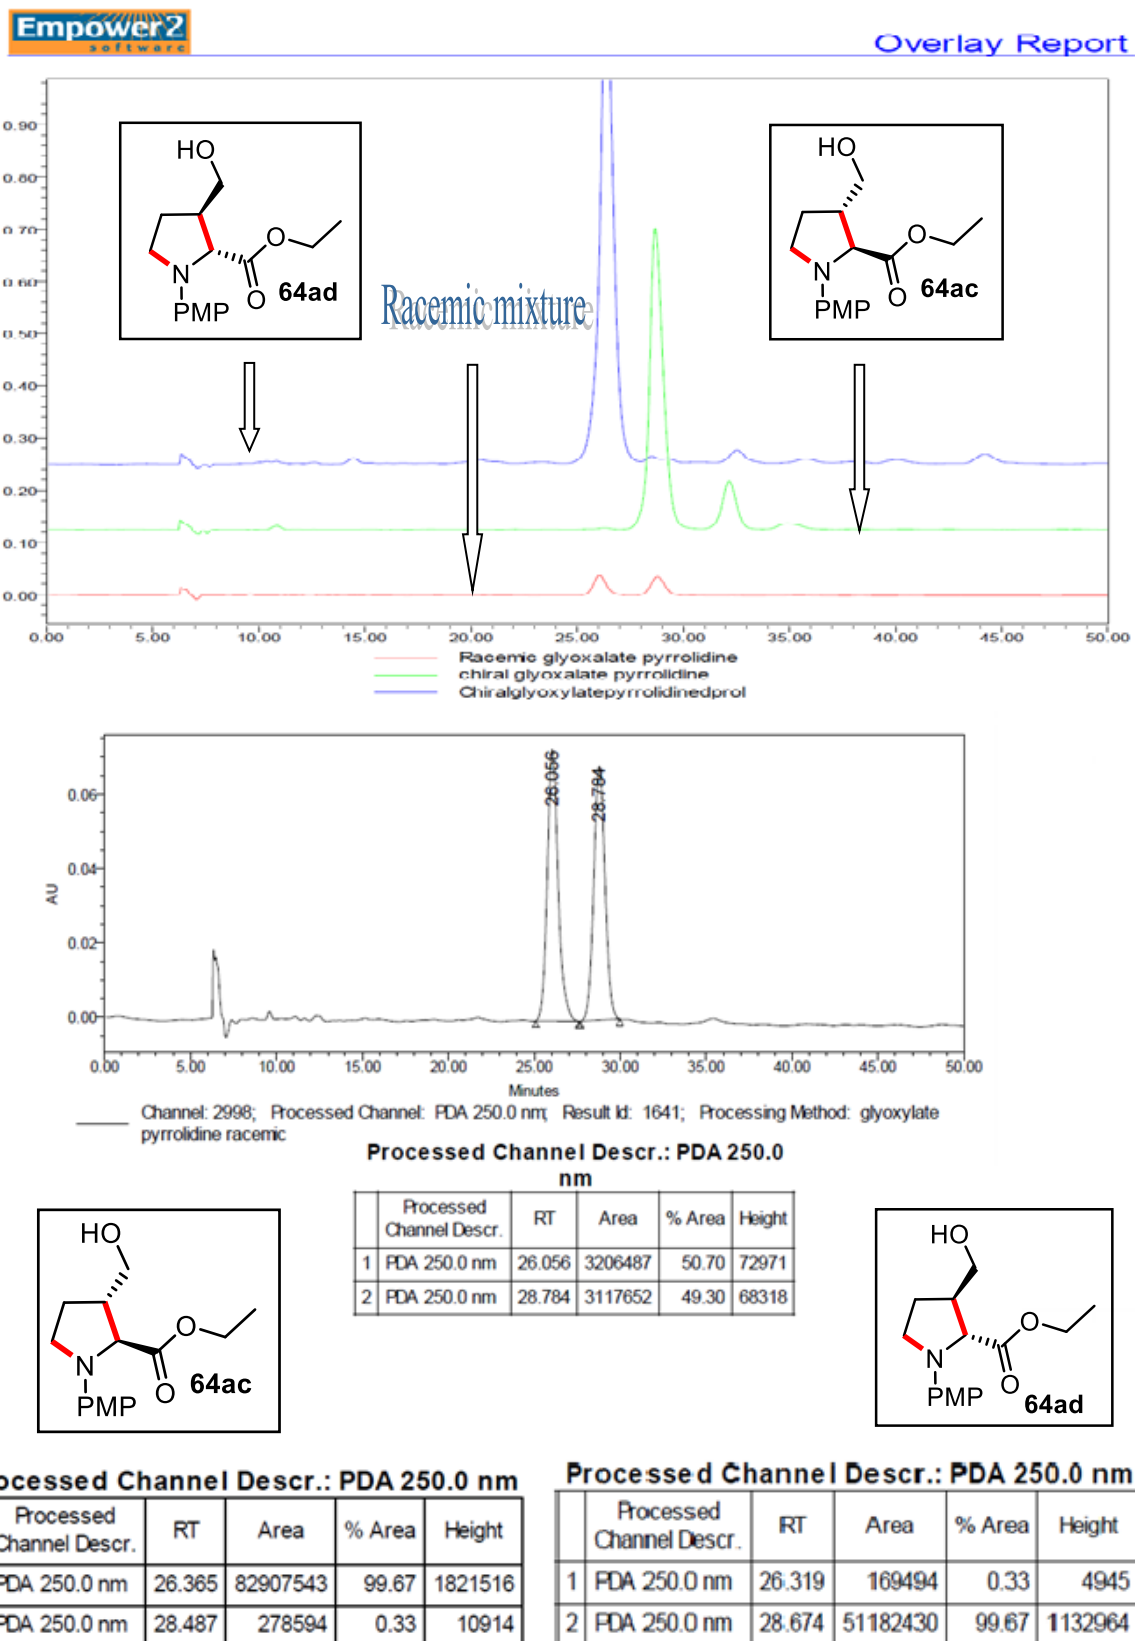 Empower2
software
Overlay Report
0.90
0.80
0.70
0.60
0.50
0.40
0.30
0.20
0.10
0.00
HO
O
N
O
PMP
64ad
Racemic mixture
HO
O
N
O
PMP
64ac
0.00 5.00 10.00 15.00 20.00 25.00 30.00 35.00 40.00 45.00 50.00
Racemic glyoxalate pyrrolidine
chiral glyoxalate pyrrolidine
Chiralglyoxylatepyrrolidinedprol
26.056
28.784
AU
0.06
0.04
0.02
0.00
0.00 5.00 10.00 15.00 20.00 25.00 30.00 35.00 40.00 45.00 50.00
Minutes
Channel: 2998; Processed Channel: PDA 250.0 nm; Result Id: 1641; Processing Method: glyoxylate
pyrrolidine racemic
Processed Channel Descr.: PDA 250.0
nm
Processed Channel Descr. RT Area % Area Height
1 PDA 250.0 nm 26.056 3206487 50.70 72971
2 PDA 250.0 nm 28.784 3117652 49.30 68318
HO
O
N
O
PMP
64ac
HO
O
N
O
PMP
64ad
ocessed Channel Descr.: PDA 250.0 nm
Processed Channel Descr. RT Area % Area Height
PDA 250.0 nm 26.365 82907543 99.67 1821516
PDA 250.0 nm 28.487 278594 0.33 10914
Processed Channel Descr.: PDA 250.0 nm
Processed Channel Descr. RT Area % Area Height
1 PDA 250.0 nm 26.319 169494 0.33 4945
2 PDA 250.0 nm 28.674 51182430 99.67 1132964